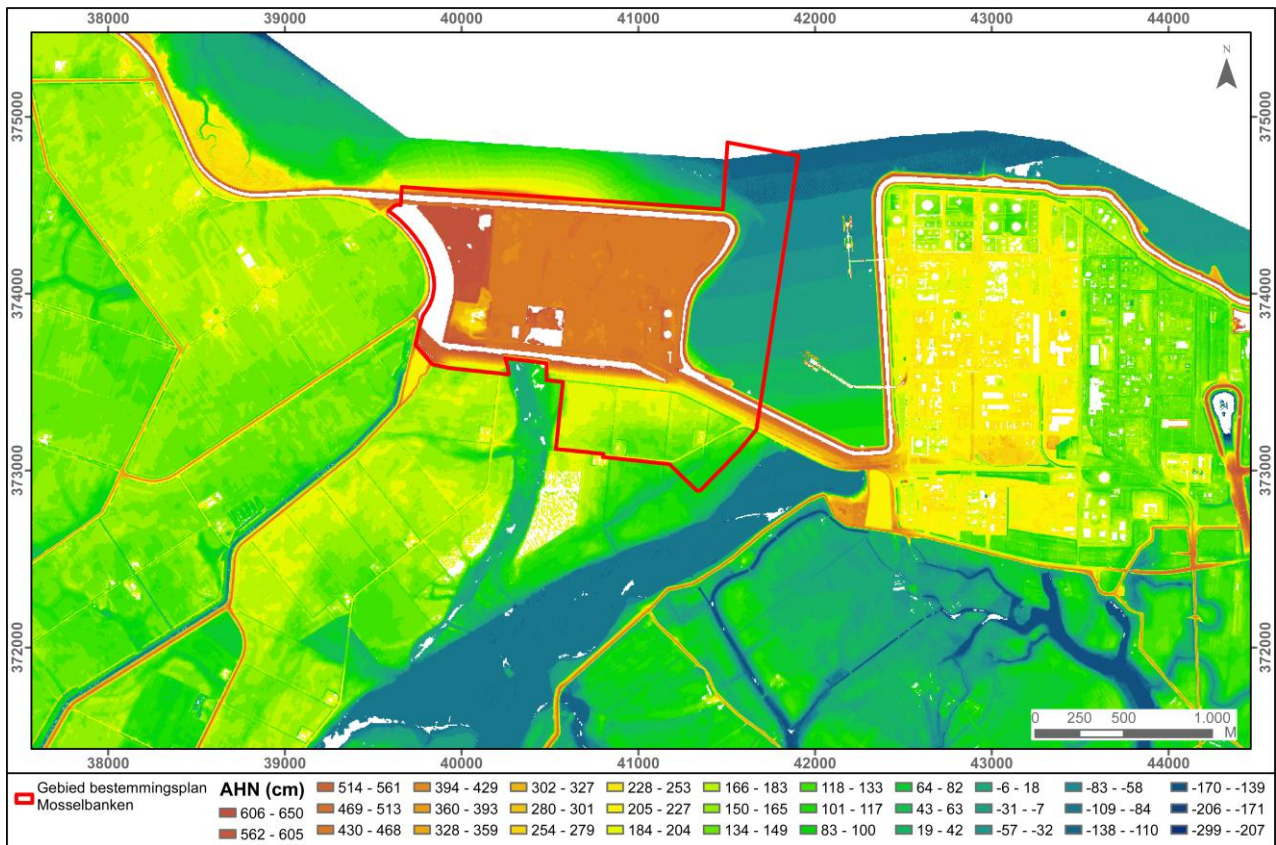 38000 39000 40000 41000 42000 43000 44000
N
375000 375000
374000 374000
373000 373000
372000 372000
0 250 500 1.000
M
38000 39000 40000 41000 42000 43000 44000
Gebied bestemmingsplan
Mosselbanken
AHN (cm)
606 - 650
562 - 605
514 - 561
469 - 513
430 - 468
394 - 429
360 - 393
328 - 359
302 - 327
280 - 301
254 - 279
228 - 253
205 - 227
184 - 204
166 - 183
150 - 165
134 - 149
118 - 133
101 - 117
83 - 100
64 - 82
43 - 63
19 - 42
-6 - 18
-31 - -7
-57 - -32
-83 - -58
-109 - -84
-138 - -110
-170 - -139
-206 - -171
-299 - -207